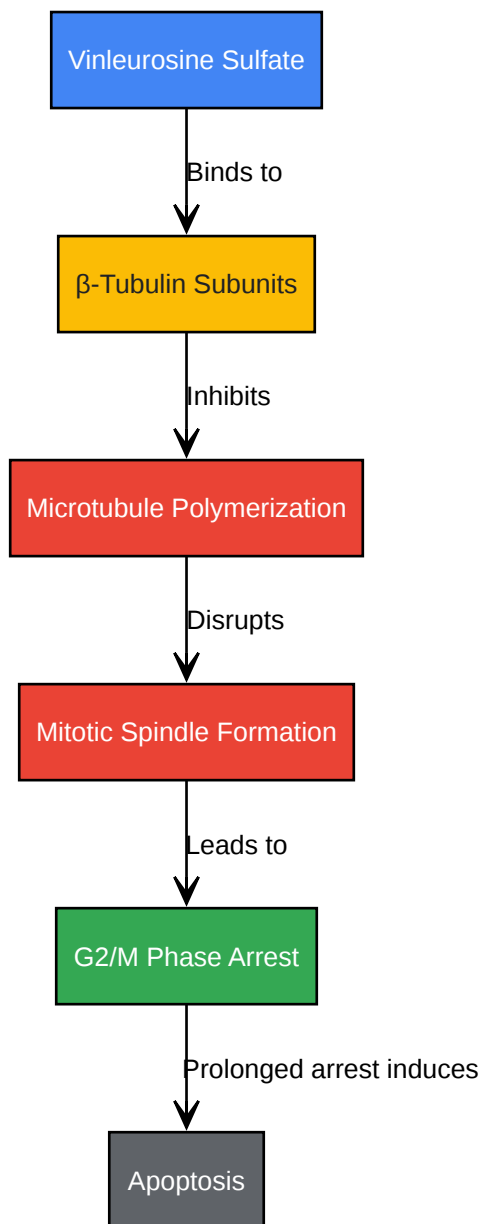 Vinleurosine Sulfate
Binds to
β-Tubulin Subunits
Inhibits
Microtubule Polymerization
Disrupts
Mitotic Spindle Formation
Leads to
G2/M Phase Arrest
Prolonged arrest induces
Apoptosis